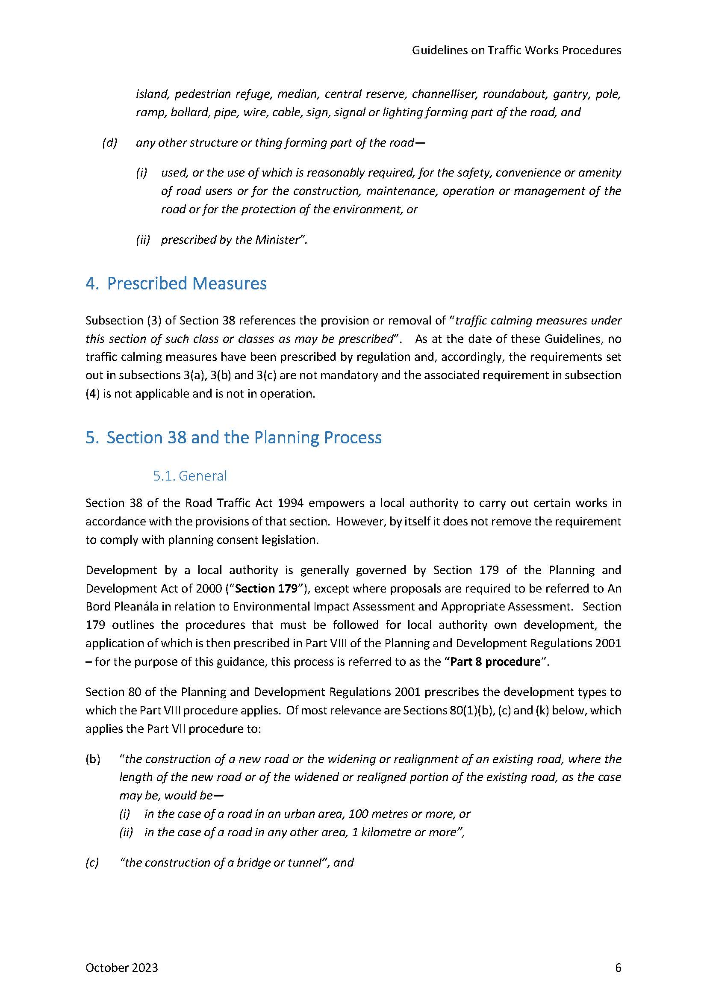 Guidelines on Traffic Works Procedures
island, pedestrian refuge, median, central reserve, channelliser, roundabout, gantry, pole,
ramp, bollard, pipe, wire, cable, sign, signal or lighting forming part of the road, and
(d) any other structure or thing forming part of the road—
(i) used, or the use of which is reasonably required, for the safety, convenience or amenity
of road users or for the construction, maintenance, operation or management of the
road or for the protection of the environment, or
(ii) prescribed by the Minister”.
4. Prescribed Measures
Subsection (3) of Section 38 references the provision or removal of “traffic calming measures under
this section of such class or classes as may be prescribed”. As at the date of these Guidelines, no
traffic calming measures have been prescribed by regulation and, accordingly, the requirements set
out in subsections 3(a), 3(b) and 3(c) are not mandatory and the associated requirement in subsection
(4) is not applicable and is not in operation.
5. Section 38 and the Planning Process
5.1. General
Section 38 of the Road Traffic Act 1994 empowers a local authority to carry out certain works in
accordance with the provisions of that section. However, by itself it does not remove the requirement
to comply with planning consent legislation.
Development by a local authority is generally governed by Section 179 of the Planning and
Development Act of 2000 (“Section 179”), except where proposals are required to be referred to An
Bord Pleanála in relation to Environmental Impact Assessment and Appropriate Assessment. Section
179 outlines the procedures that must be followed for local authority own development, the
application of which is then prescribed in Part VIII of the Planning and Development Regulations 2001
– for the purpose of this guidance, this process is referred to as the “Part 8 procedure”.
Section 80 of the Planning and Development Regulations 2001 prescribes the development types to
which the Part VIII procedure applies. Of most relevance are Sections 80(1)(b), (c) and (k) below, which
applies the Part VII procedure to:
(b) “the construction of a new road or the widening or realignment of an existing road, where the
length of the new road or of the widened or realigned portion of the existing road, as the case
may be, would be—
(i) in the case of a road in an urban area, 100 metres or more, or
(ii) in the case of a road in any other area, 1 kilometre or more”,
(c) “the construction of a bridge or tunnel”, and
October 2023 6